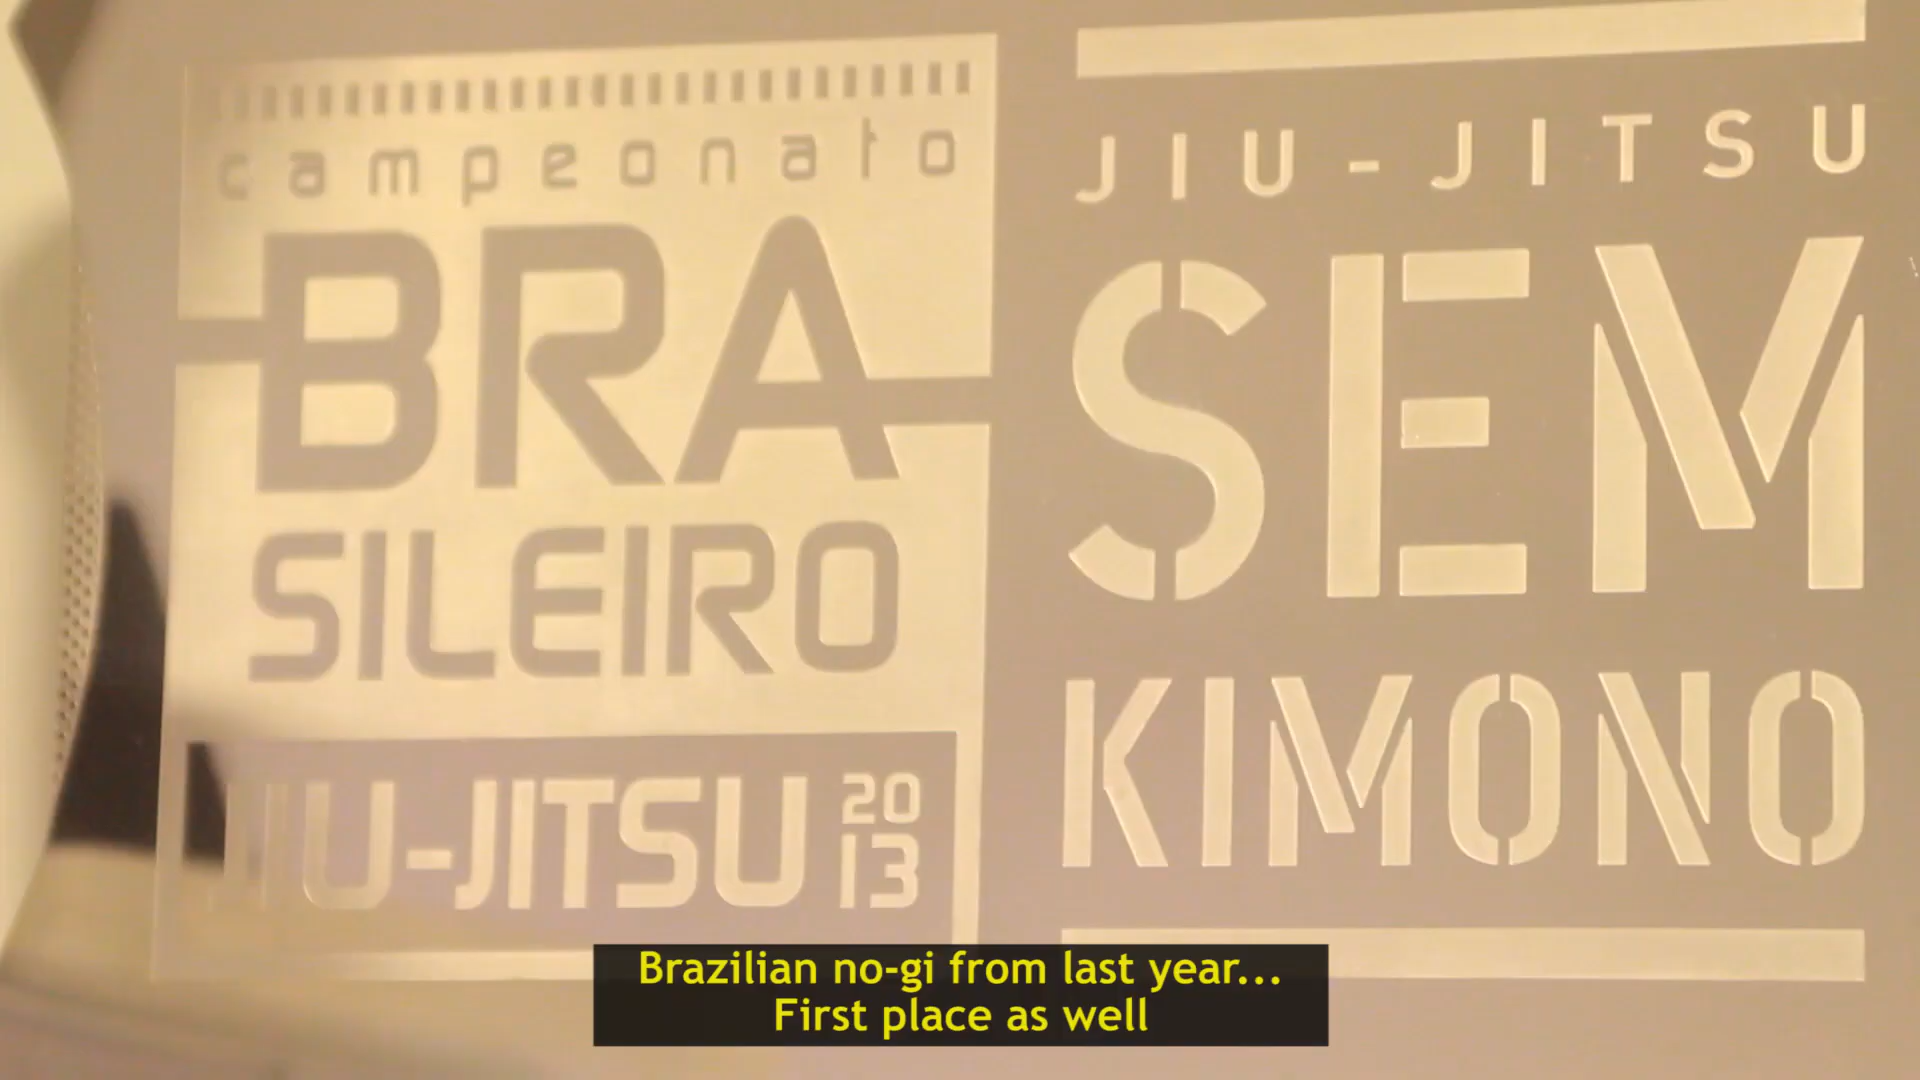 campeonato
BRA
SILEIRO
JIU-JITSU 2013
JIU-JITSU
SEM
KIMONO
Brazilian no-gi from last year...
First place as well